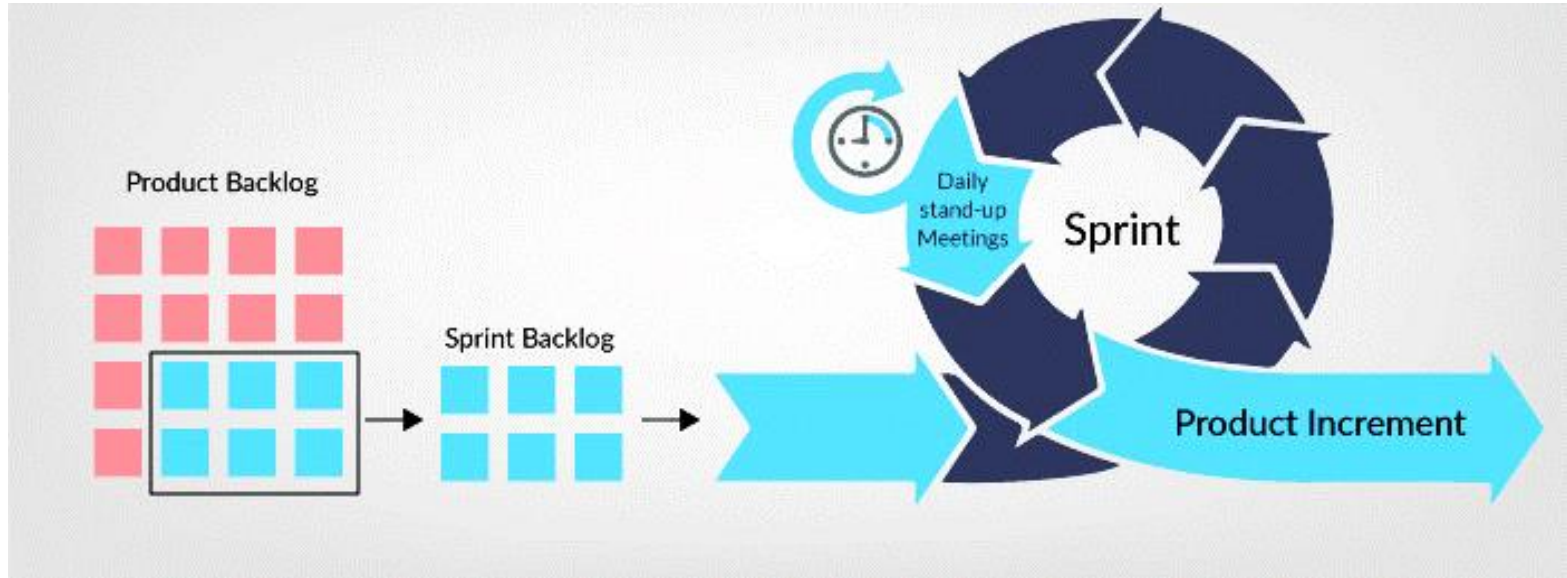 Product Backlog
Sprint Backlog
Daily
stand-up
Meetings
Sprint
Product Increment